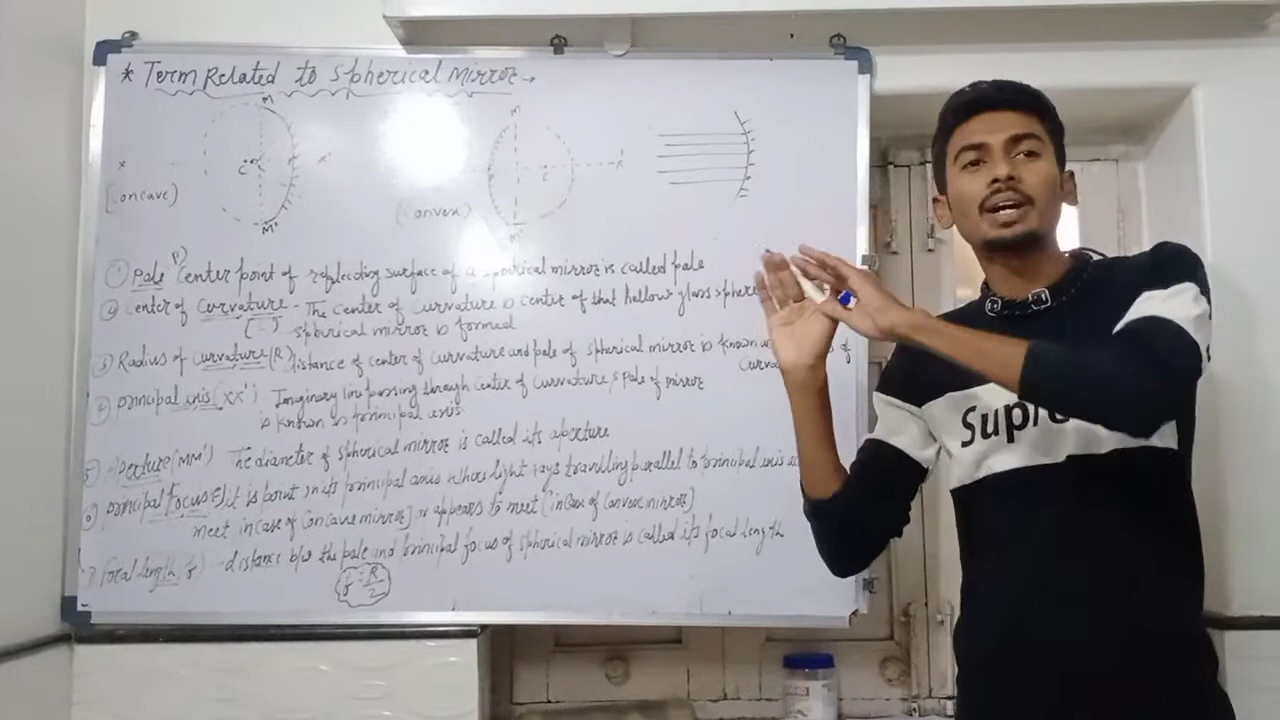 * Term Related to Spherical Mirror →
M M
X C X' C X
(Concave) (Convex)
M' M'
① Pole (P) Center point of reflecting surface of a spherical mirror is called pole
② Center of Curvature - The center of curvature is center of that hallow glass sphere
(C) spherical mirror is formed
③ Radius of curvature (R) distance of center of curvature and pole of spherical mirror is known of
④ principal axis (XX'). Imaginary line passing through center of curvature & pole of mirror
is known as principal axis
⑤ Aperture (MM') The diameter of spherical mirror is called its aperture
⑥ principal Focus (F) it is point on its principal axis where light rays travelling parallel to principal axis
meet in case of Concave mirror] or appears to meet [in case of Convex mirror]
Focal length (f) - distance b/w the pole and principal focus of spherical mirror is called its focal length
f = R/2
Supre